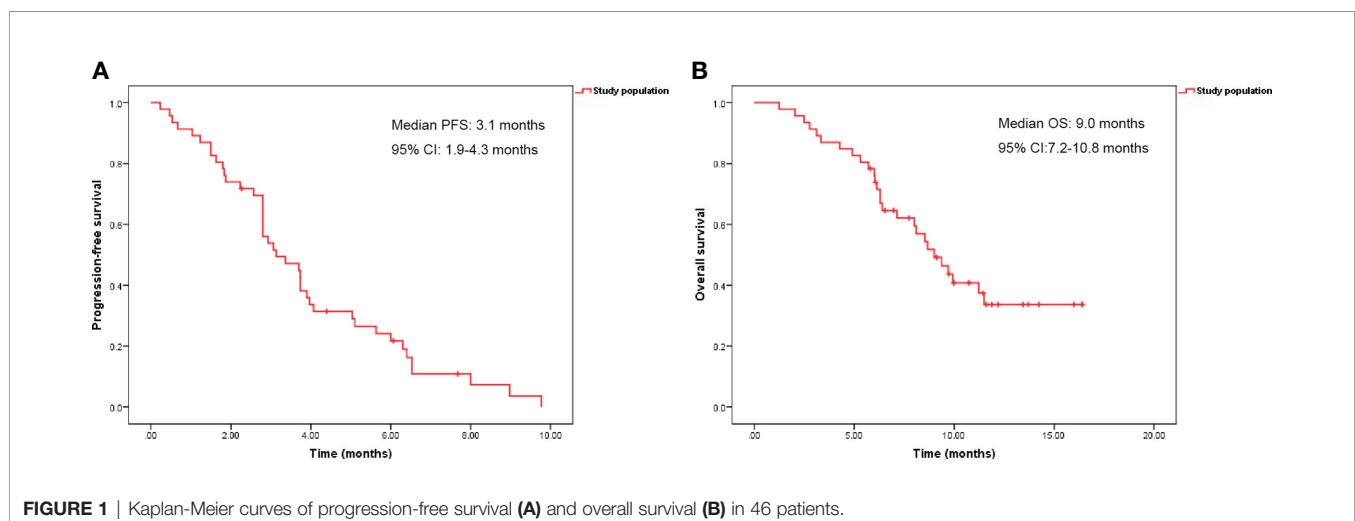 A
Study population
Median PFS: 3.1 months
95% CI: 1.9-4.3 months
Progression-free survival
1.0
0.8
0.6
0.4
0.2
0.0
.00
2.00
4.00
6.00
8.00
10.00
Time (months)
B
Study population
Median OS: 9.0 months
95% CI:7.2-10.8 months
Overall survival
1.0
0.8
0.6
0.4
0.2
0.0
.00
5.00
10.00
15.00
20.00
Time (months)
FIGURE 1 | Kaplan-Meier curves of progression-free survival (A) and overall survival (B) in 46 patients.